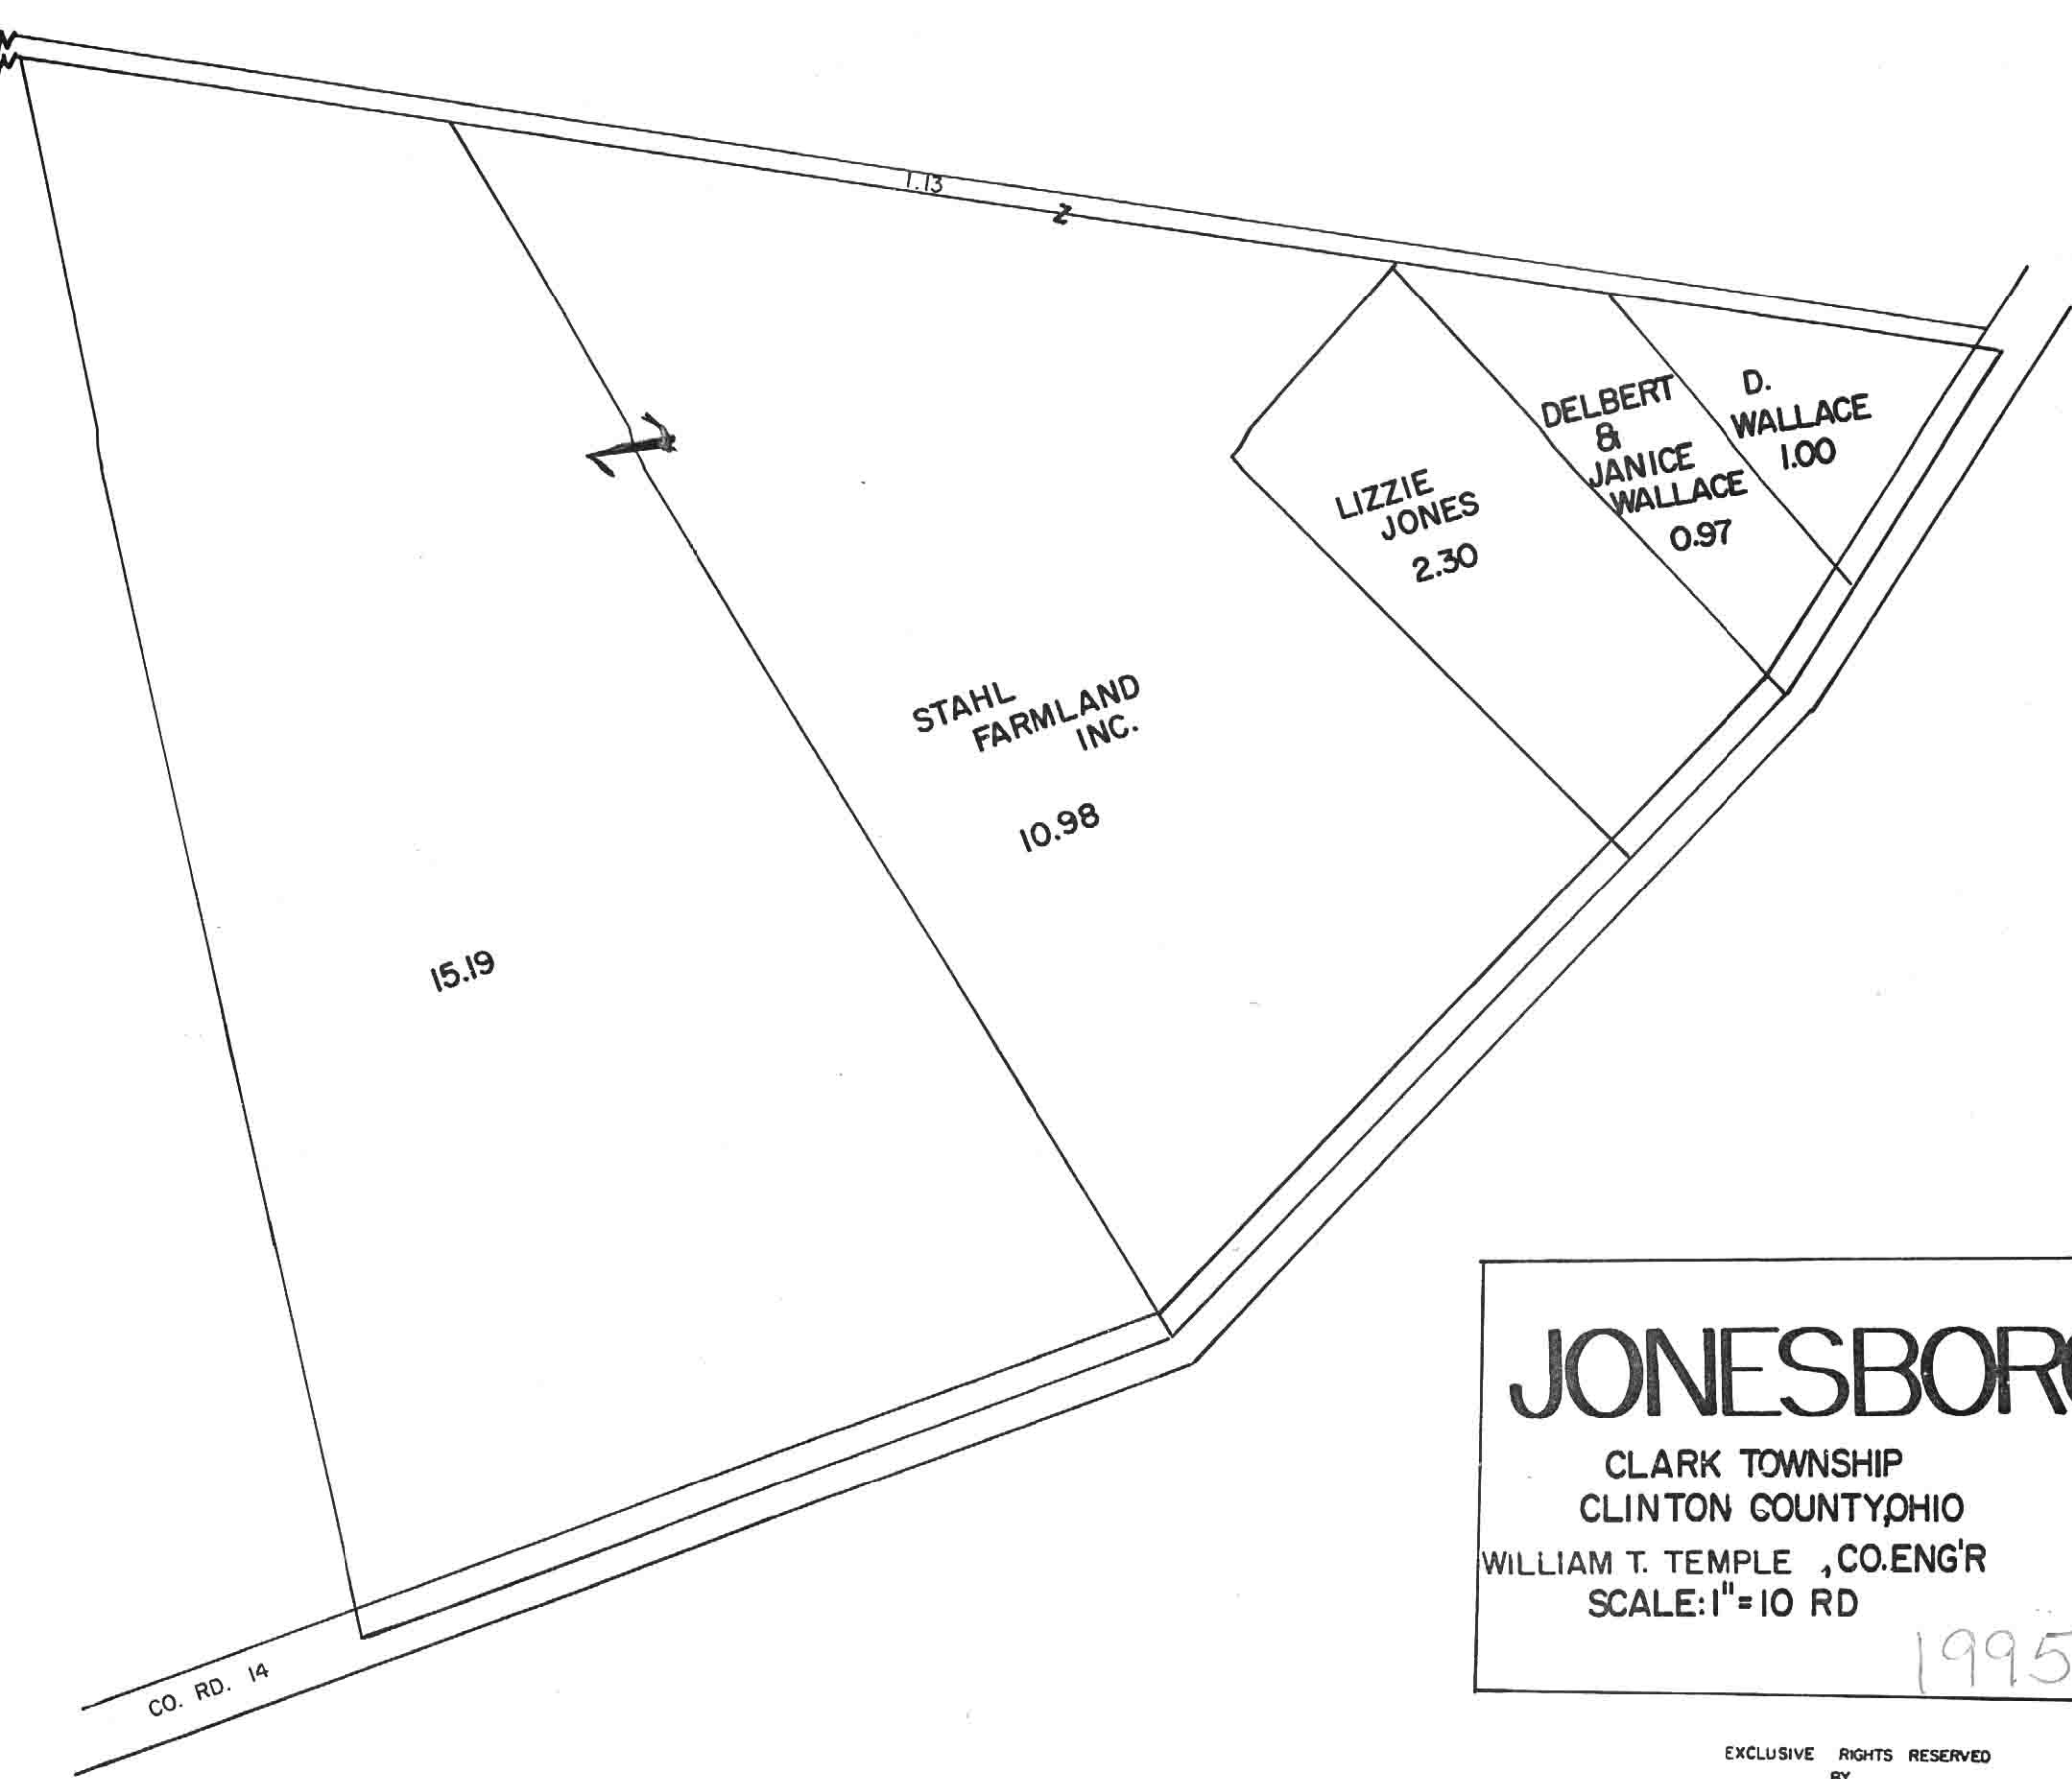 1.13
Z
D.
WALLACE
1.00
DELBERT
&
JANICE
WALLACE
0.97
LIZZIE
JONES
2.30
STAHL
FARMLAND
INC.
10.98
15.19
CO. RD. 14
JONESBORO
CLARK TOWNSHIP
CLINTON COUNTY,OHIO
WILLIAM T. TEMPLE , CO. ENG'R
SCALE: 1"=10 RD
1995
EXCLUSIVE RIGHTS RESERVED
BY